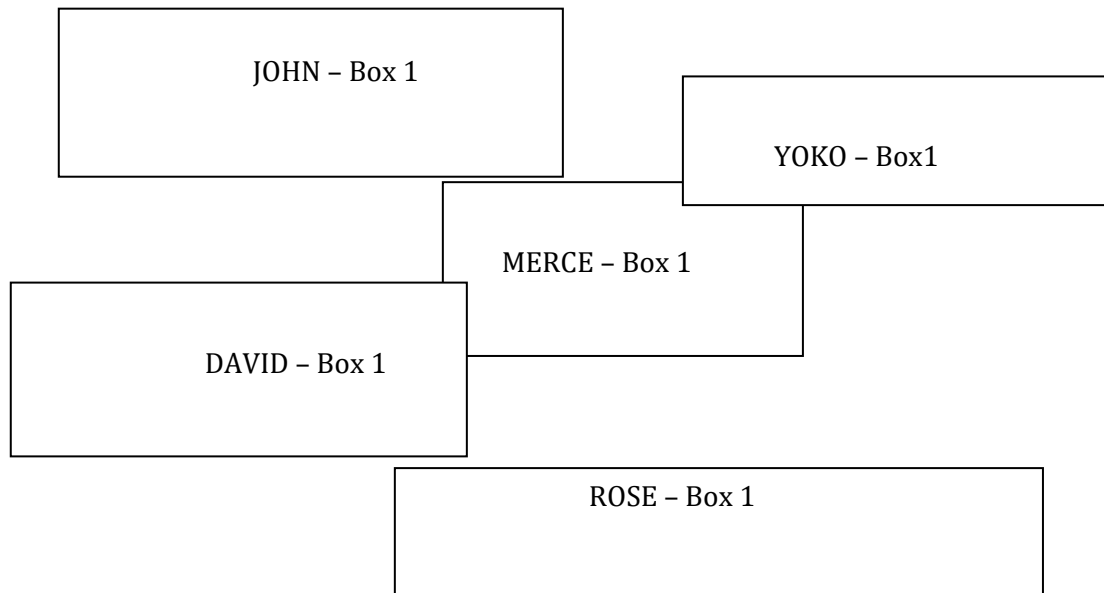 JOHN – Box 1
YOKO – Box1
MERCE – Box 1
DAVID – Box 1
ROSE – Box 1